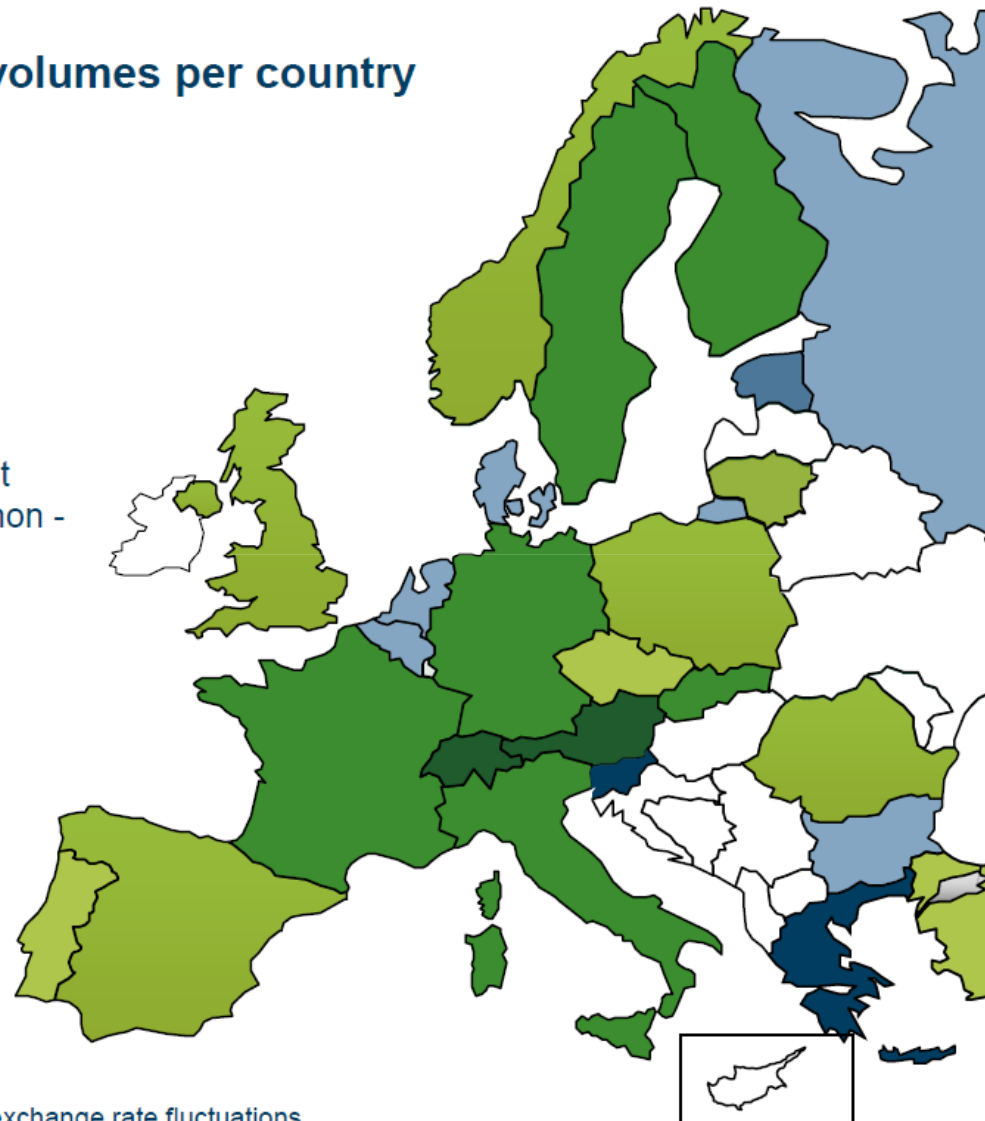 volumes per country
t
non -
exchange rate fluctuations